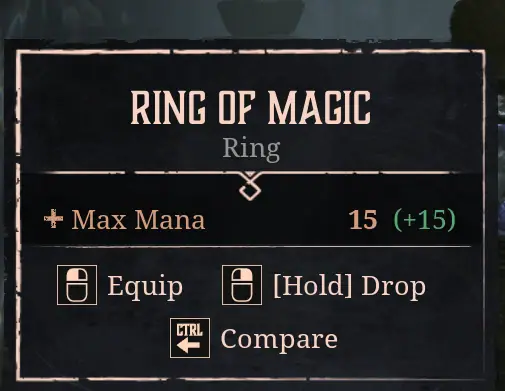 RING OF MAGIC
Ring
Max Mana 15 (+15)
Equip [Hold] Drop
CTRL Compare